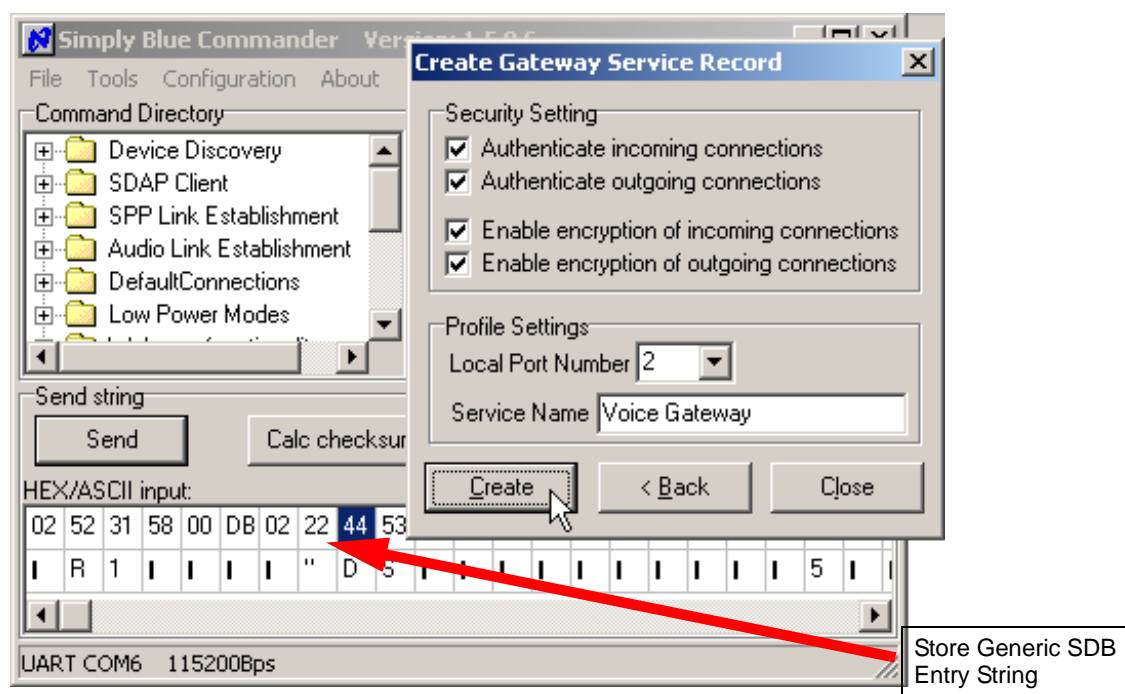 Simply Blue Commander
File Tools Configuration About
Command Directory
Device Discovery
SDAP Client
SPP Link Establishment
Audio Link Establishment
DefaultConnections
Low Power Modes
Send string
Send
Calc checksur
HEX/ASCII input:
02 52 31 58 00 DB 02 22 44 53
R 1 " D S 5
UART COM6 115200Bps
Create Gateway Service Record
Security Setting
Authenticate incoming connections
Authenticate outgoing connections
Enable encryption of incoming connections
Enable encryption of outgoing connections
Profile Settings
Local Port Number 2
Service Name Voice Gateway
Create < Back Close
Store Generic SDB
Entry String